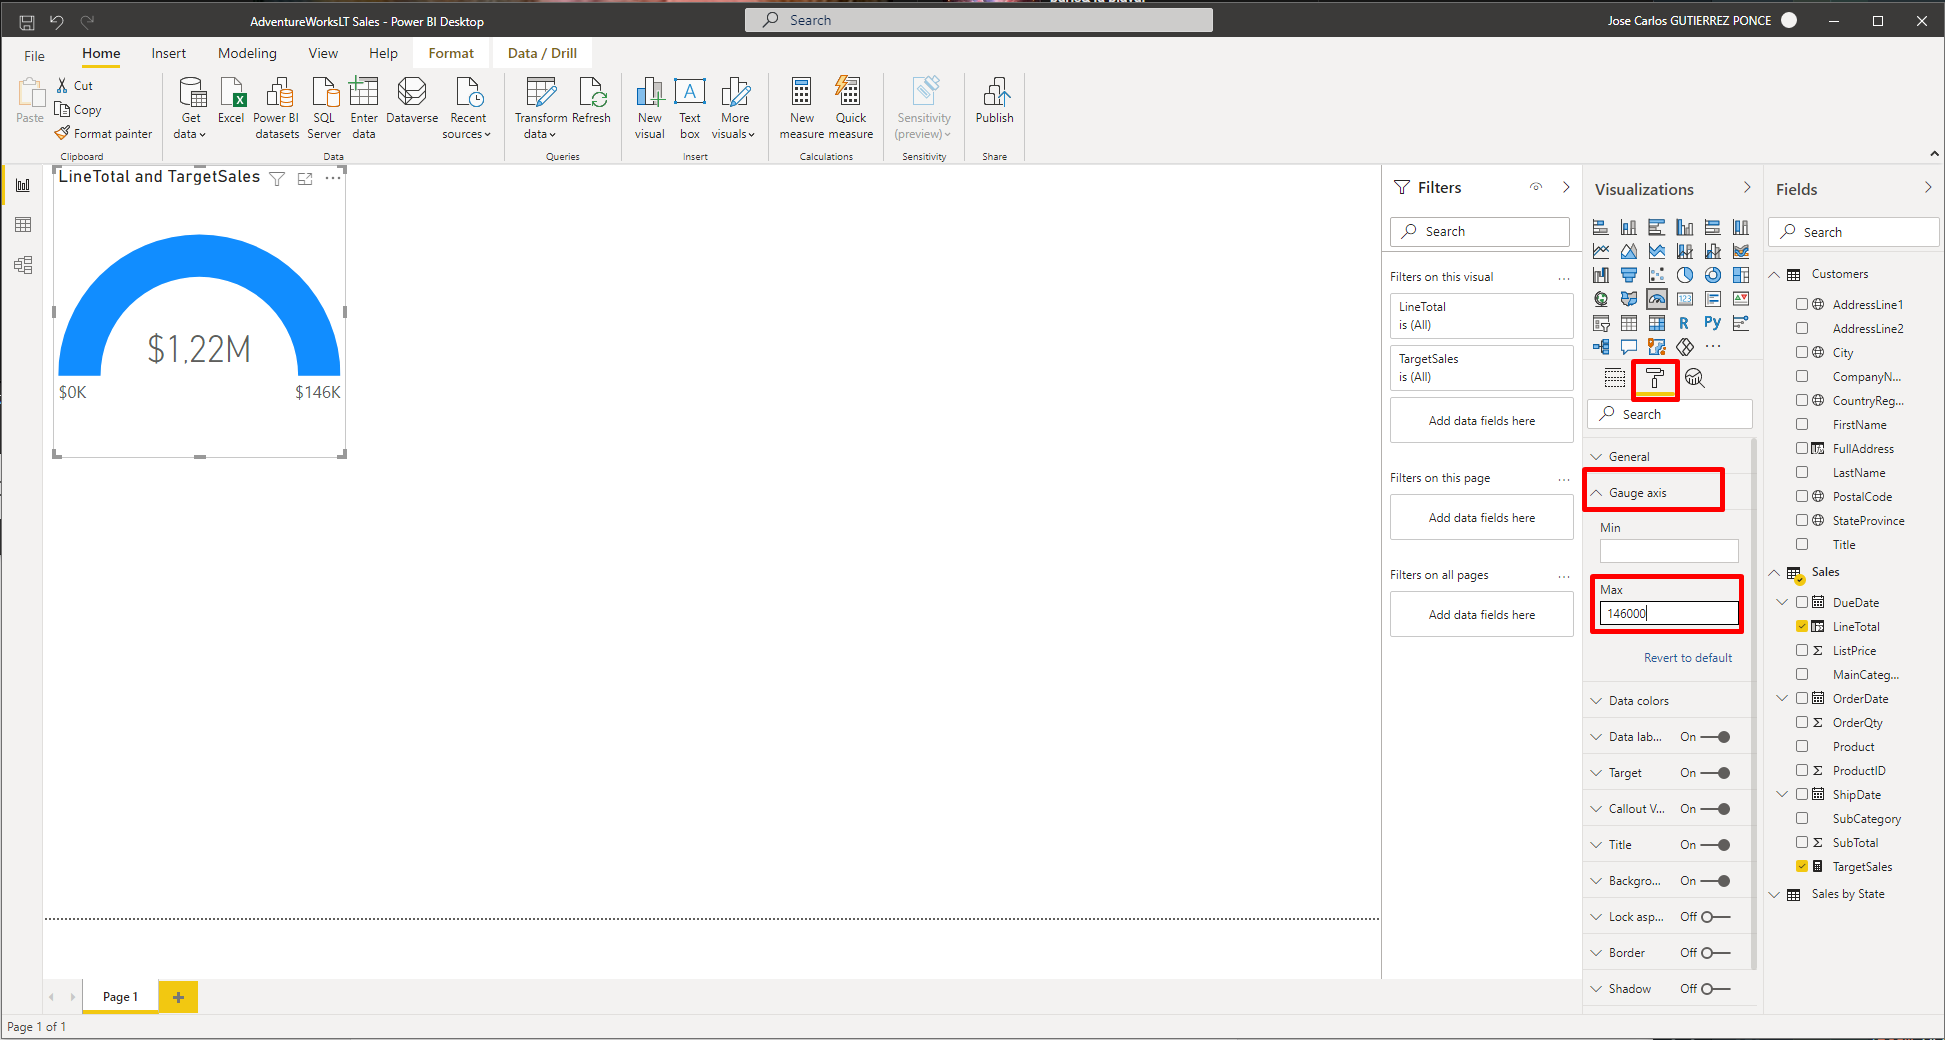 AdventureWorksLT Sales - Power BI Desktop
Search
Jose Carlos GUTIERREZ PONCE
File
Home
Insert
Modeling
View
Help
Format
Data / Drill
Paste
Cut
Copy
Format painter
Clipboard
Get
data
Excel
Power BI
datasets
SQL
Server
Enter
data
Dataverse
Recent
sources
Data
Transform
data
Refresh
Queries
New
visual
Text
box
More
visuals
Insert
New
measure
Quick
measure
Calculations
Sensitivity
(preview)
Sensitivity
Publish
Share
LineTotal and TargetSales
$1,22M
$0K
$146K
Filters
Search
Filters on this visual
...
LineTotal
is (All)
TargetSales
is (All)
Add data fields here
Filters on this page
...
Add data fields here
Filters on all pages
...
Add data fields here
Visualizations
123
R
Py
...
Search
General
Gauge axis
Min
Max
146000
Revert to default
Data colors
Data lab... On
Target On
Callout V... On
Title On
Backgro... On
Lock asp... Off
Border Off
Shadow Off
Fields
Search
Customers
AddressLine1
AddressLine2
City
CompanyN...
CountryReg...
FirstName
FullAddress
LastName
PostalCode
StateProvince
Title
Sales
DueDate
LineTotal
Σ ListPrice
MainCateg...
OrderDate
Σ OrderQty
Product
Σ ProductID
ShipDate
SubCategory
Σ SubTotal
TargetSales
Sales by State
Page 1
+
Page 1 of 1